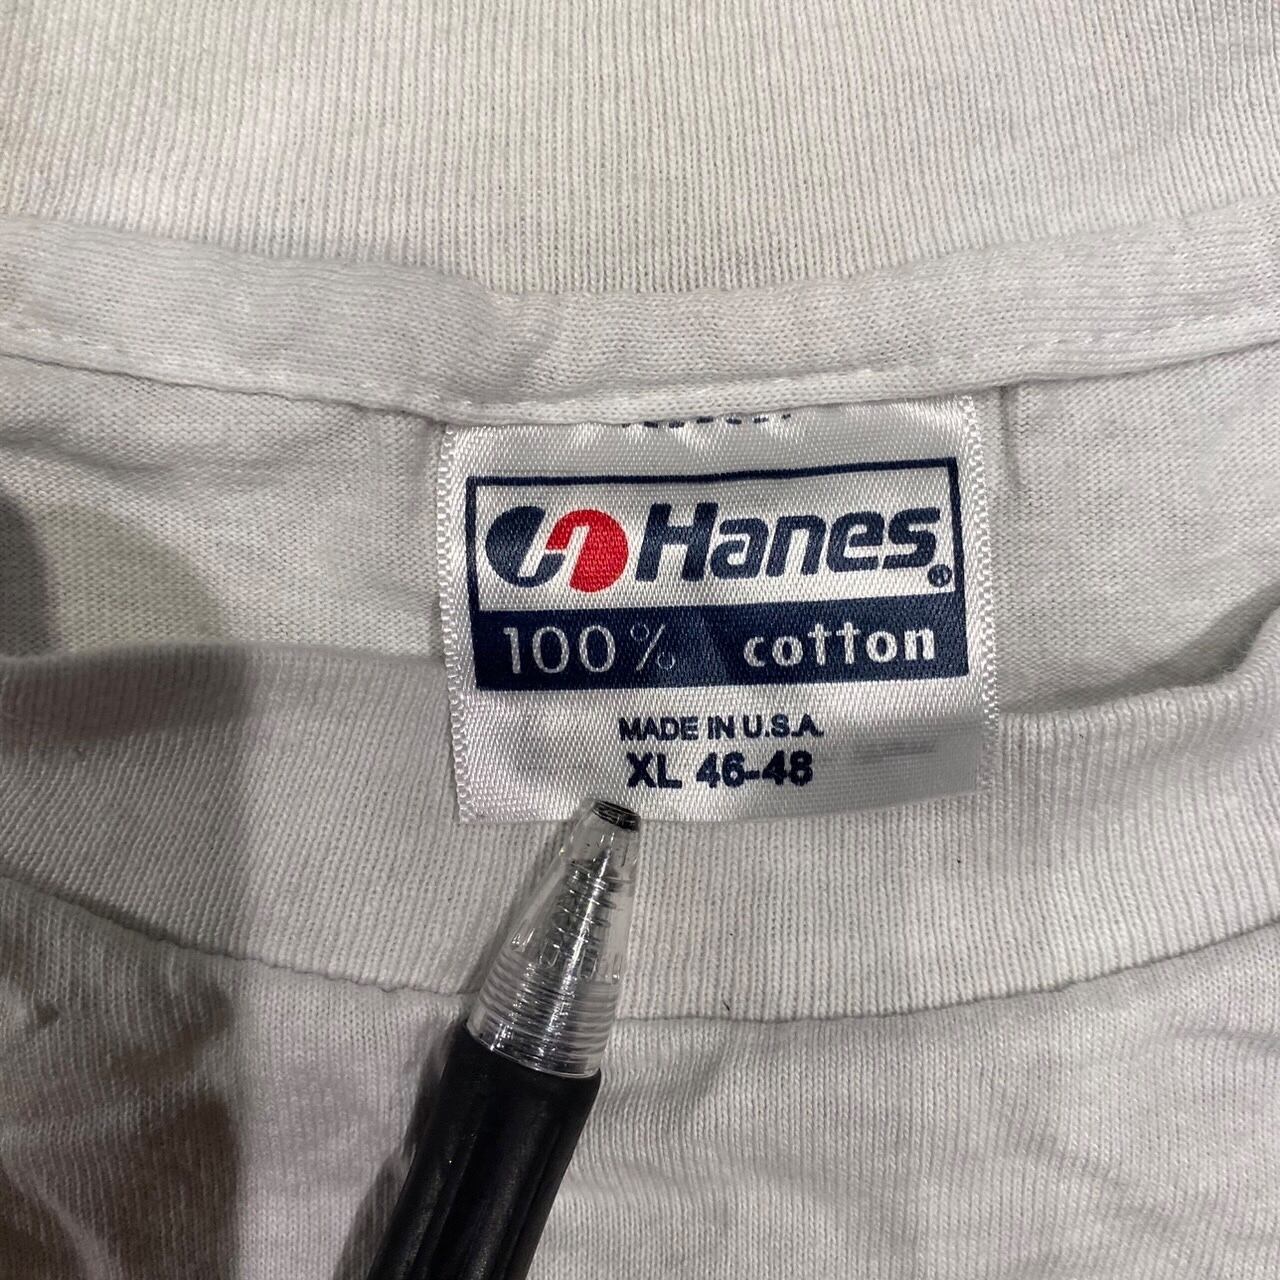 Hanes®
100% cotton
MADE IN U.S.A.
XL 46-48